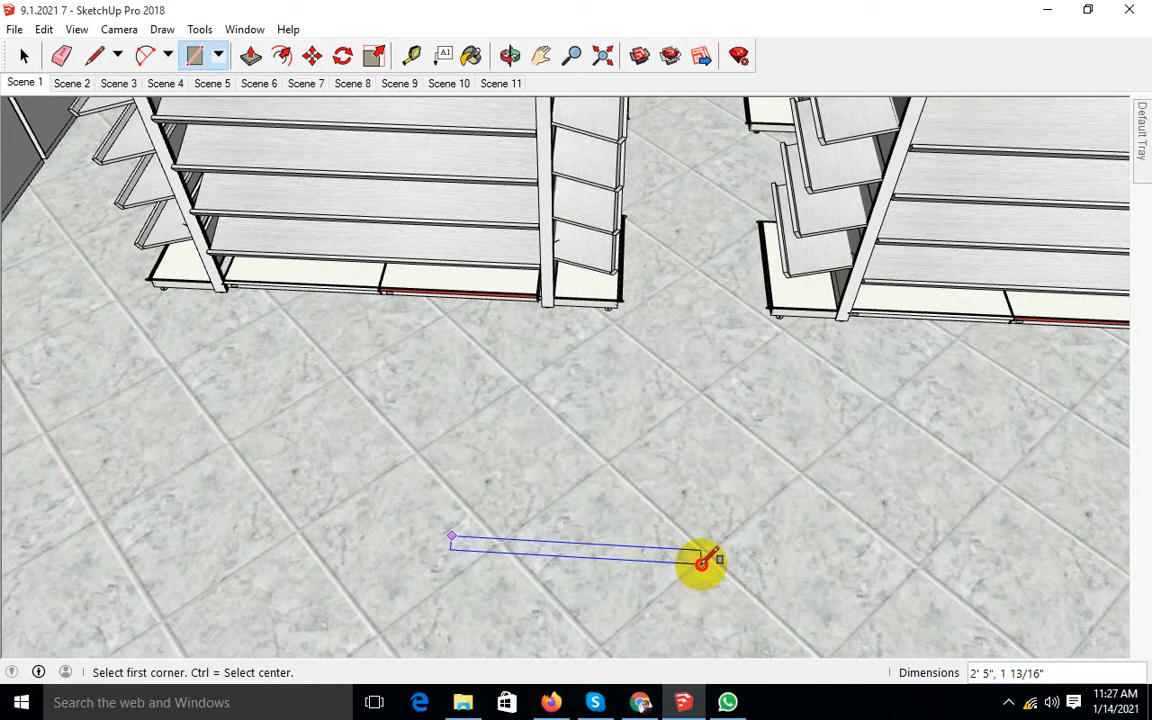 9.1.2021 7 - SketchUp Pro 2018
File Edit View Camera Draw Tools Window Help
A1
Scene 1 Scene 2 Scene 3 Scene 4 Scene 5 Scene 6 Scene 7 Scene 8 Scene 9 Scene 10 Scene 11
Default Tray
Select first corner. Ctrl = Select center.
Dimensions 2' 5", 1 13/16"
Search the web and Windows
11:27 AM
1/14/2021